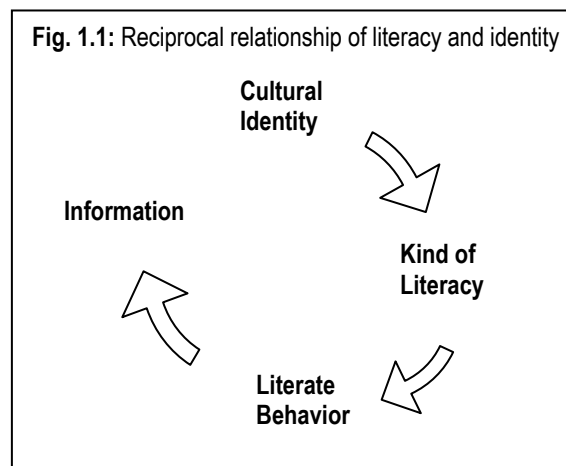 Fig. 1.1: Reciprocal relationship of literacy and identity
Cultural
Identity
Information
Kind of
Literacy
Literate
Behavior